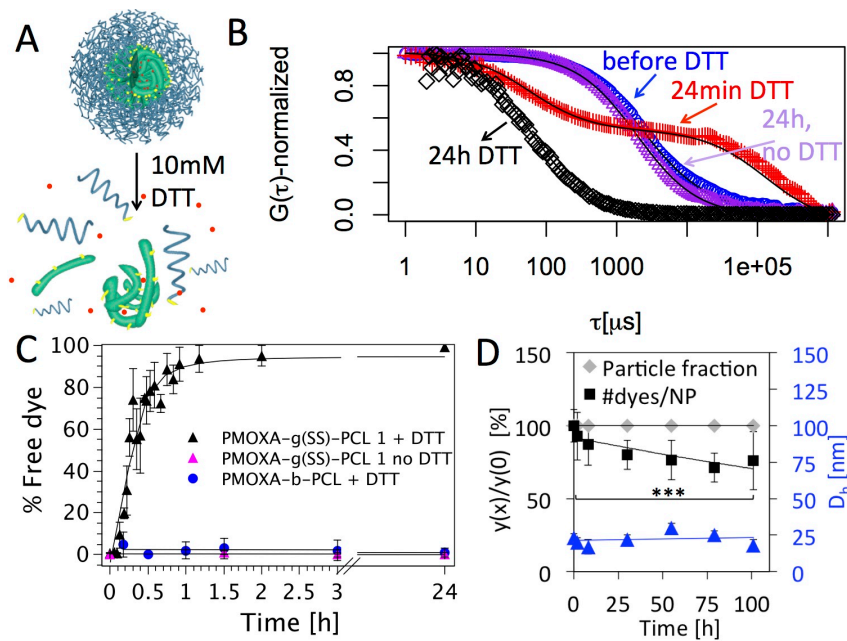 A
10mM
DTT
B
G(τ)-normalized
0.8
0.4
0.0
before DTT
24min DTT
24h,
no DTT
24h DTT
1
10
100
1000
1e+05
τ[µs]
C
% Free dye
100
80
60
40
20
0
PMOXA-g(SS)-PCL 1 + DTT
PMOXA-g(SS)-PCL 1 no DTT
PMOXA-b-PCL + DTT
0
0.5
1
1.5
2
2.5
3
24
Time [h]
D
y(x)/y(0) [%]
150
100
50
0
Particle fraction
#dyes/NP
***
150
125
100
75
50
25
0
D_h [nm]
0
25
50
75
100
Time [h]